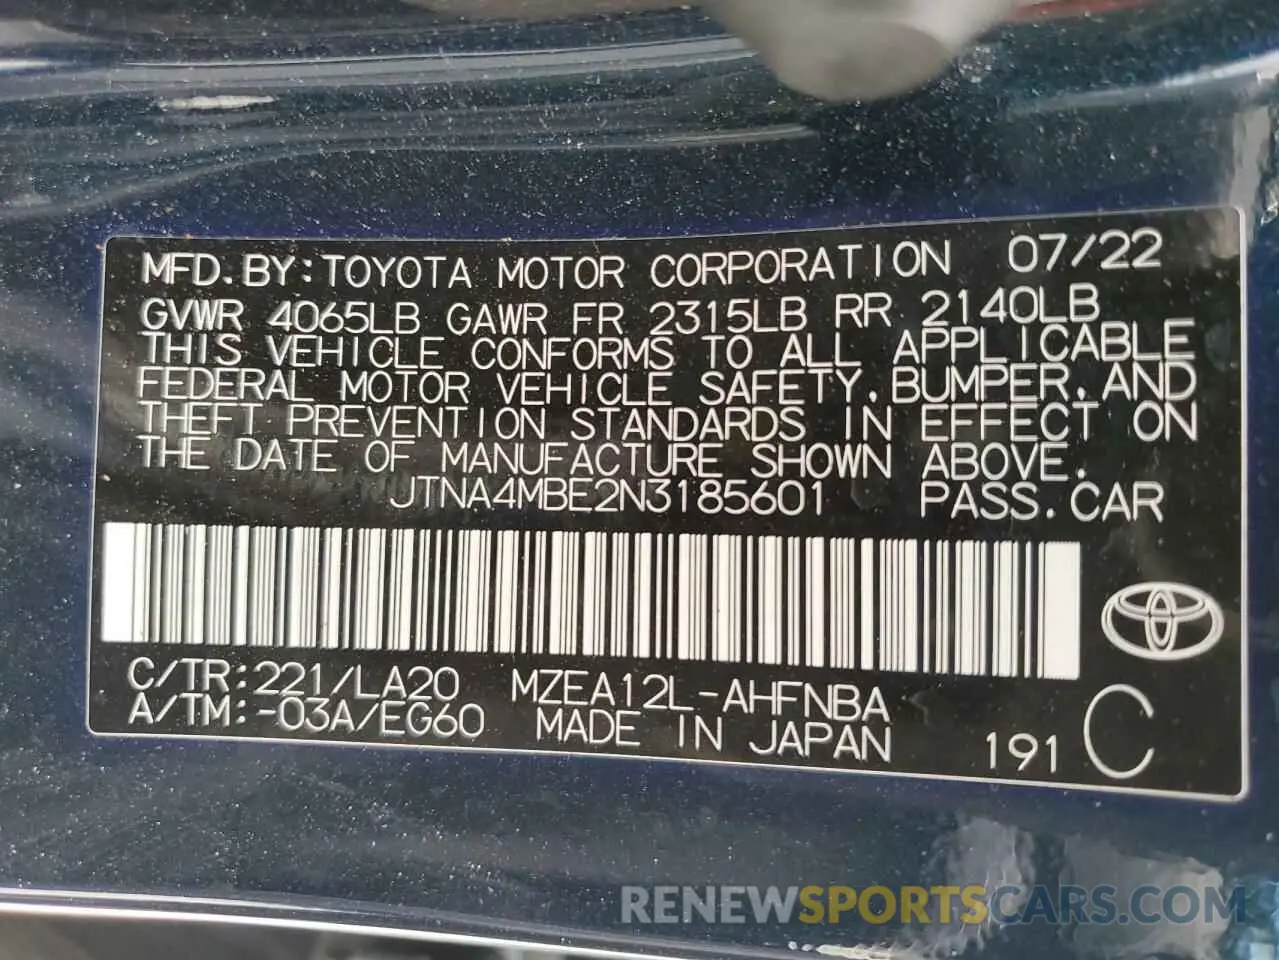 MFD.BY:TOYOTA MOTOR CORPORATION 07/22
GVWR 4065LB GAWR FR 2315LB RR 2140LB
THIS VEHICLE CONFORMS TO ALL APPLICABLE
FEDERAL MOTOR VEHICLE SAFETY,BUMPER,AND
THEFT PREVENTION STANDARDS IN EFFECT ON
THE DATE OF MANUFACTURE SHOWN ABOVE.
JTNA4MBE2N3185601 PASS.CAR
C/TR:221/LA20 MZEA12L-AHFNBA
A/TM:-03A/EG60 MADE IN JAPAN 191 C
RENEWSPORTSCARS.COM